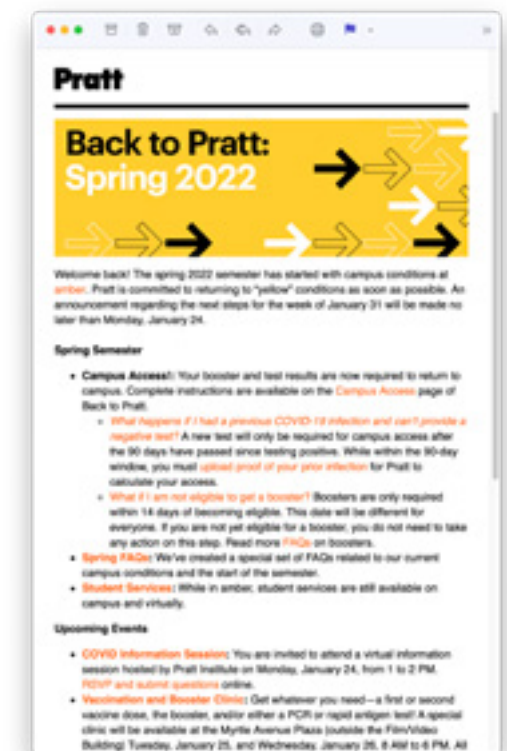 Pratt
Back to Pratt:
Spring 2022
Welcome back! The spring 2022 semester has started with campus conditions at
amber. Pratt is committed to returning to "yellow" conditions as soon as possible. An
announcement regarding the next steps for the week of January 31 will be made no
later than Monday, January 24.
Spring Semester
• Campus Access!: Your booster and test results are now required to return to
campus. Complete instructions are available on the Campus Access page of
Back to Pratt.
◦ What happens if I had a previous COVID-19 infection and can't provide a
negative test? A new test will only be required for campus access after
the 90 days have passed since testing positive. While within the 90-day
window, you must upload proof of your prior infection for Pratt to
calculate your access.
◦ What if I am not eligible to get a booster? Boosters are only required
within 14 days of becoming eligible. This date will be different for
everyone. If you are not yet eligible for a booster, you do not need to take
any action on this step. Read more FAQs on boosters.
• Spring FAQs: We've created a special set of FAQs related to our current
campus conditions and the start of the semester.
• Student Services: While in amber, student services are still available on
campus and virtually.
Upcoming Events
• COVID Information Session: You are invited to attend a virtual information
session hosted by Pratt Institute on Monday, January 24, from 1 to 2 PM.
RSVP and submit questions online.
• Vaccination and Booster Clinic: Get whatever you need—a first or second
vaccine dose, the booster, and/or either a PCR or rapid antigen test! A special
clinic will be available at the Myrtle Avenue Plaza (outside the Film/Video
Building) Tuesday, January 25, and Wednesday, January 26, 8 AM to 6 PM. All